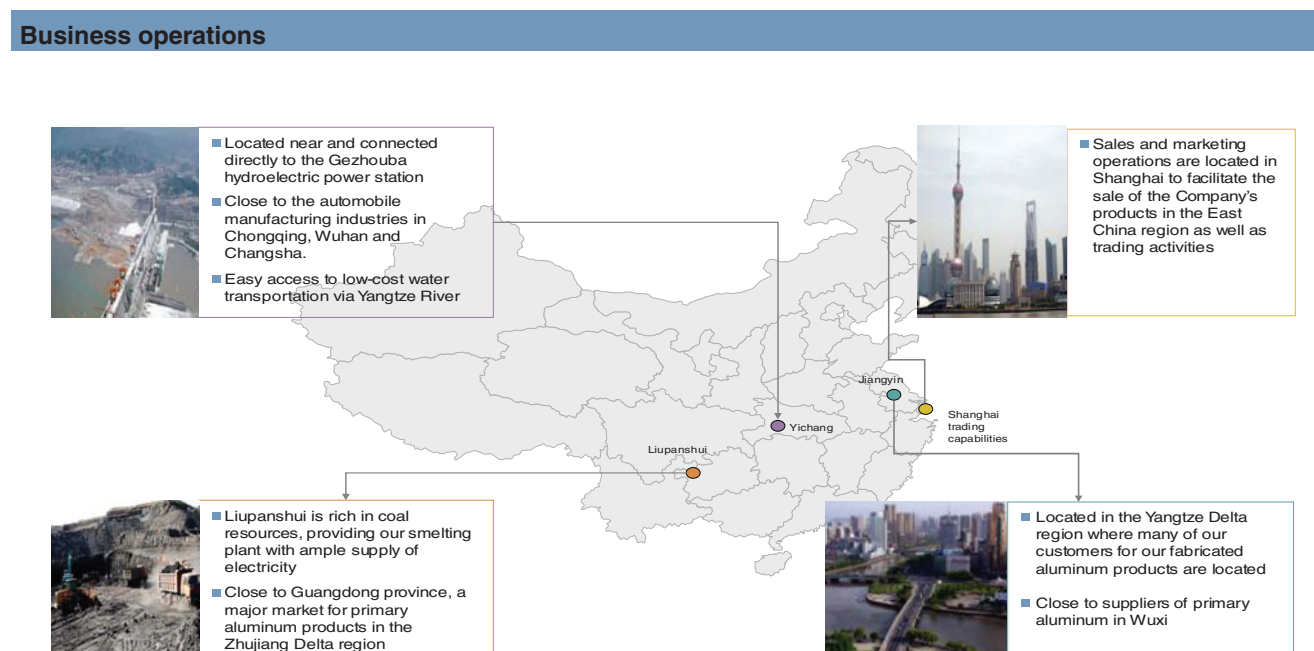 Business operations
Located near and connected
directly to the Gezhouba
hydroelectric power station
Close to the automobile
manufacturing industries in
Chongqing, Wuhan and
Changsha.
Easy access to low-cost water
transportation via Yangtze River
Sales and marketing
operations are located in
Shanghai to facilitate the
sale of the Company’s
products in the East
China region as well as
trading activities
Jiangyin
Shanghai
trading
capabilities
Yichang
Liupanshui
Liupanshui is rich in coal
resources, providing our smelting
plant with ample supply of
electricity
Close to Guangdong province, a
major market for primary
aluminum products in the
Zhujiang Delta region
Located in the Yangtze Delta
region where many of our
customers for our fabricated
aluminum products are located
Close to suppliers of primary
aluminum in Wuxi